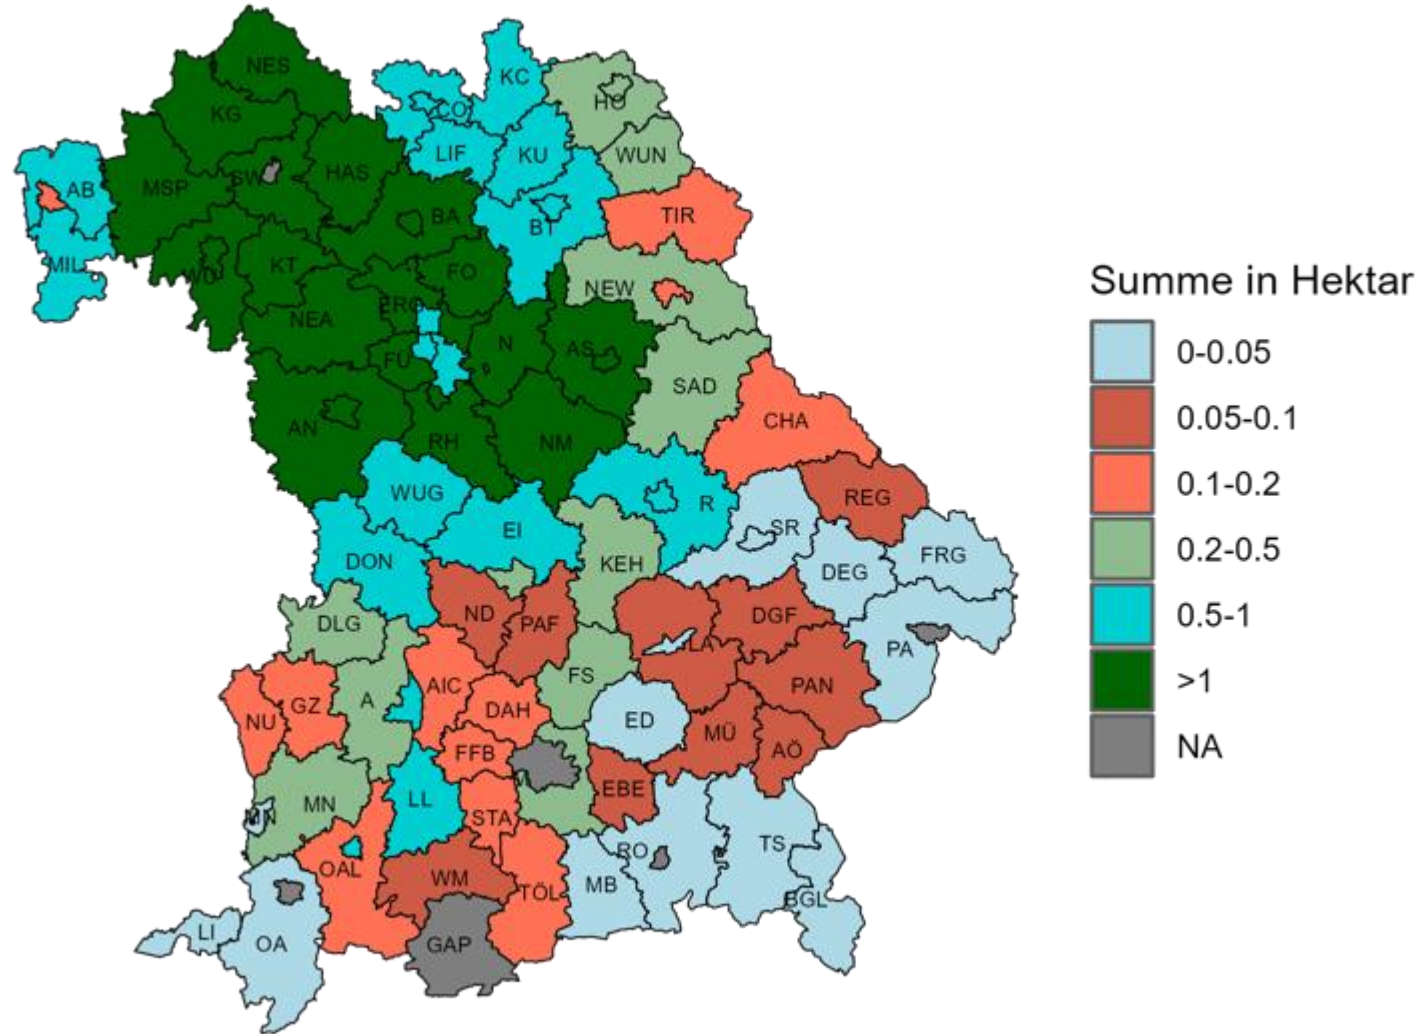 NES
KC
KG
CO
HO
LIF
KU
WUN
SW
HAS
MSP
AB
BA
TIR
BT
MIL
WÜ
KT
FO
NEW
ERG
NEA
FÜ
N
AS
SAD
AN
RH
NM
CHA
WUG
EI
R
REG
SR
DON
KEH
DEG
FRG
ND
PAF
DGF
DLG
LA
PA
FS
AIC
PAN
A
GZ
NU
DAH
ED
MÜ
AÖ
FFB
M
EBE
MN
LL
MN
STA
TS
RO
OAL
WM
TÖL
MB
BGL
LI
OA
GAP
Summe in Hektar
0-0.05
0.05-0.1
0.1-0.2
0.2-0.5
0.5-1
>1
NA